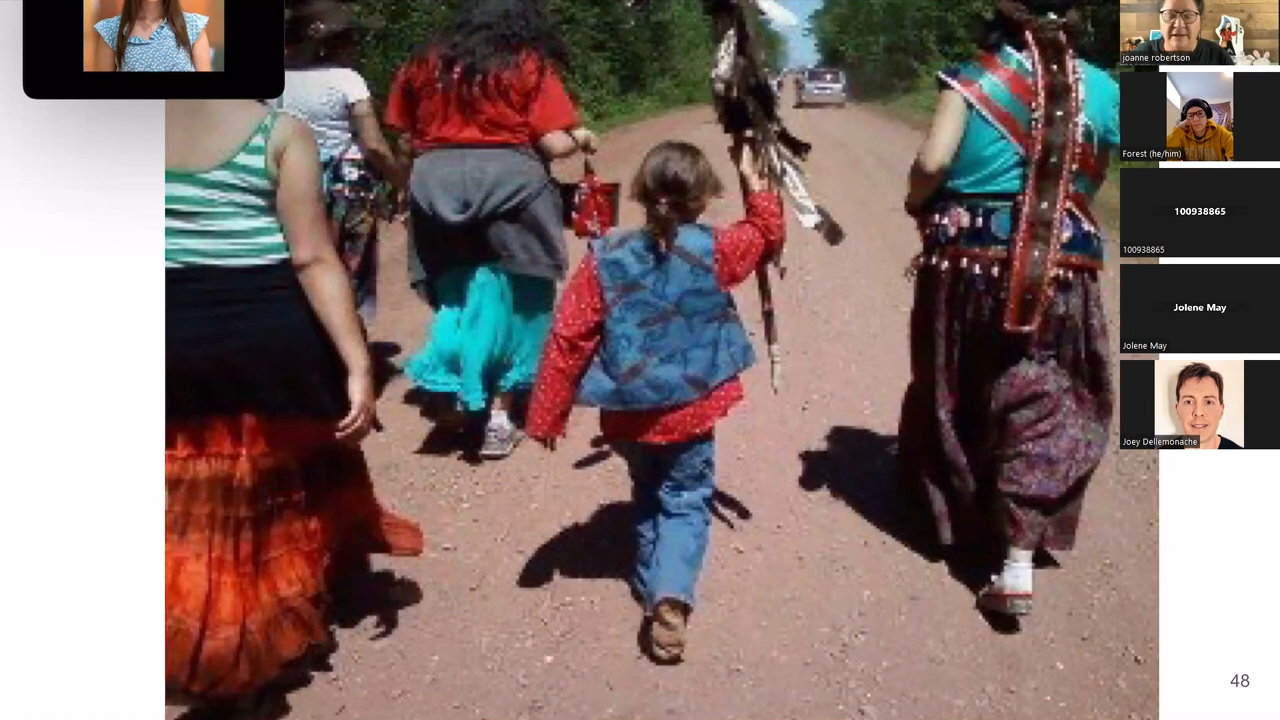 joanne robertson
Forest (he/him)
100938865
100938865
Jolene May
Jolene May
Joey Dellemonache
48